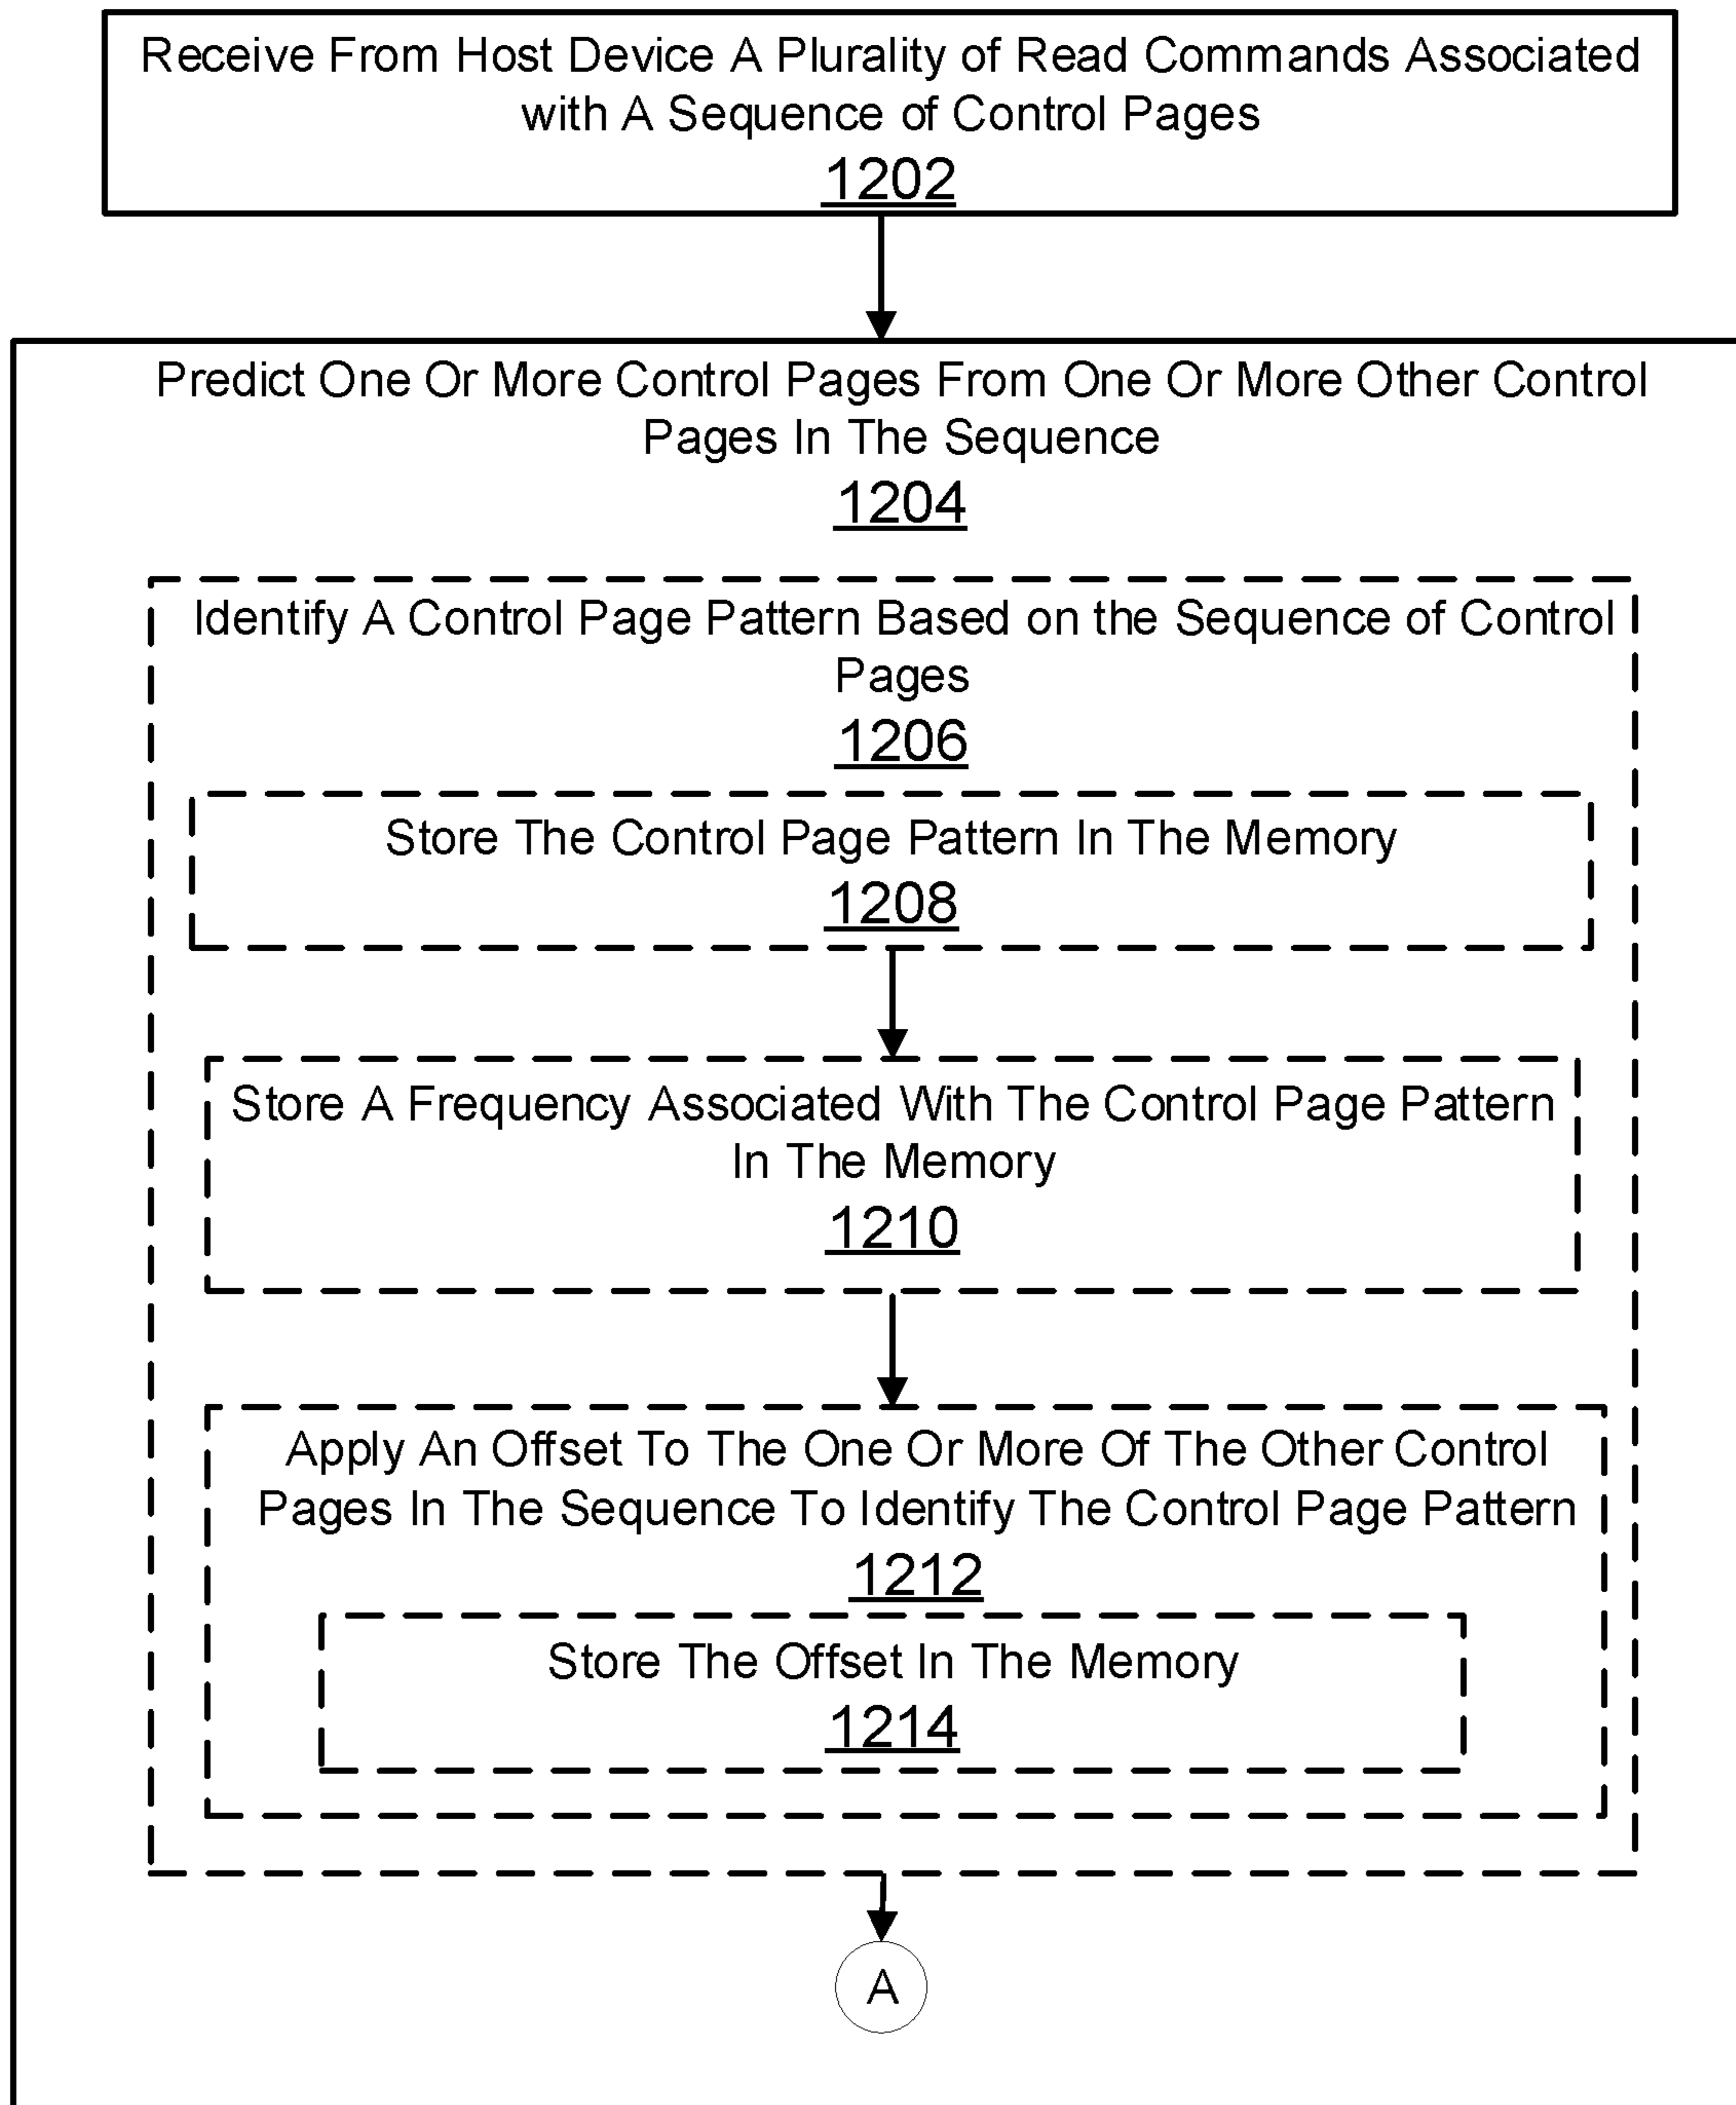 Receive From Host Device A Plurality of Read Commands Associated
with A Sequence of Control Pages
1202
Predict One Or More Control Pages From One Or More Other Control
Pages In The Sequence
1204
Identify A Control Page Pattern Based on the Sequence of Control
Pages
1206
Store The Control Page Pattern In The Memory
1208
Store A Frequency Associated With The Control Page Pattern
In The Memory
1210
Apply An Offset To The One Or More Of The Other Control
Pages In The Sequence To Identify The Control Page Pattern
1212
Store The Offset In The Memory
1214
A